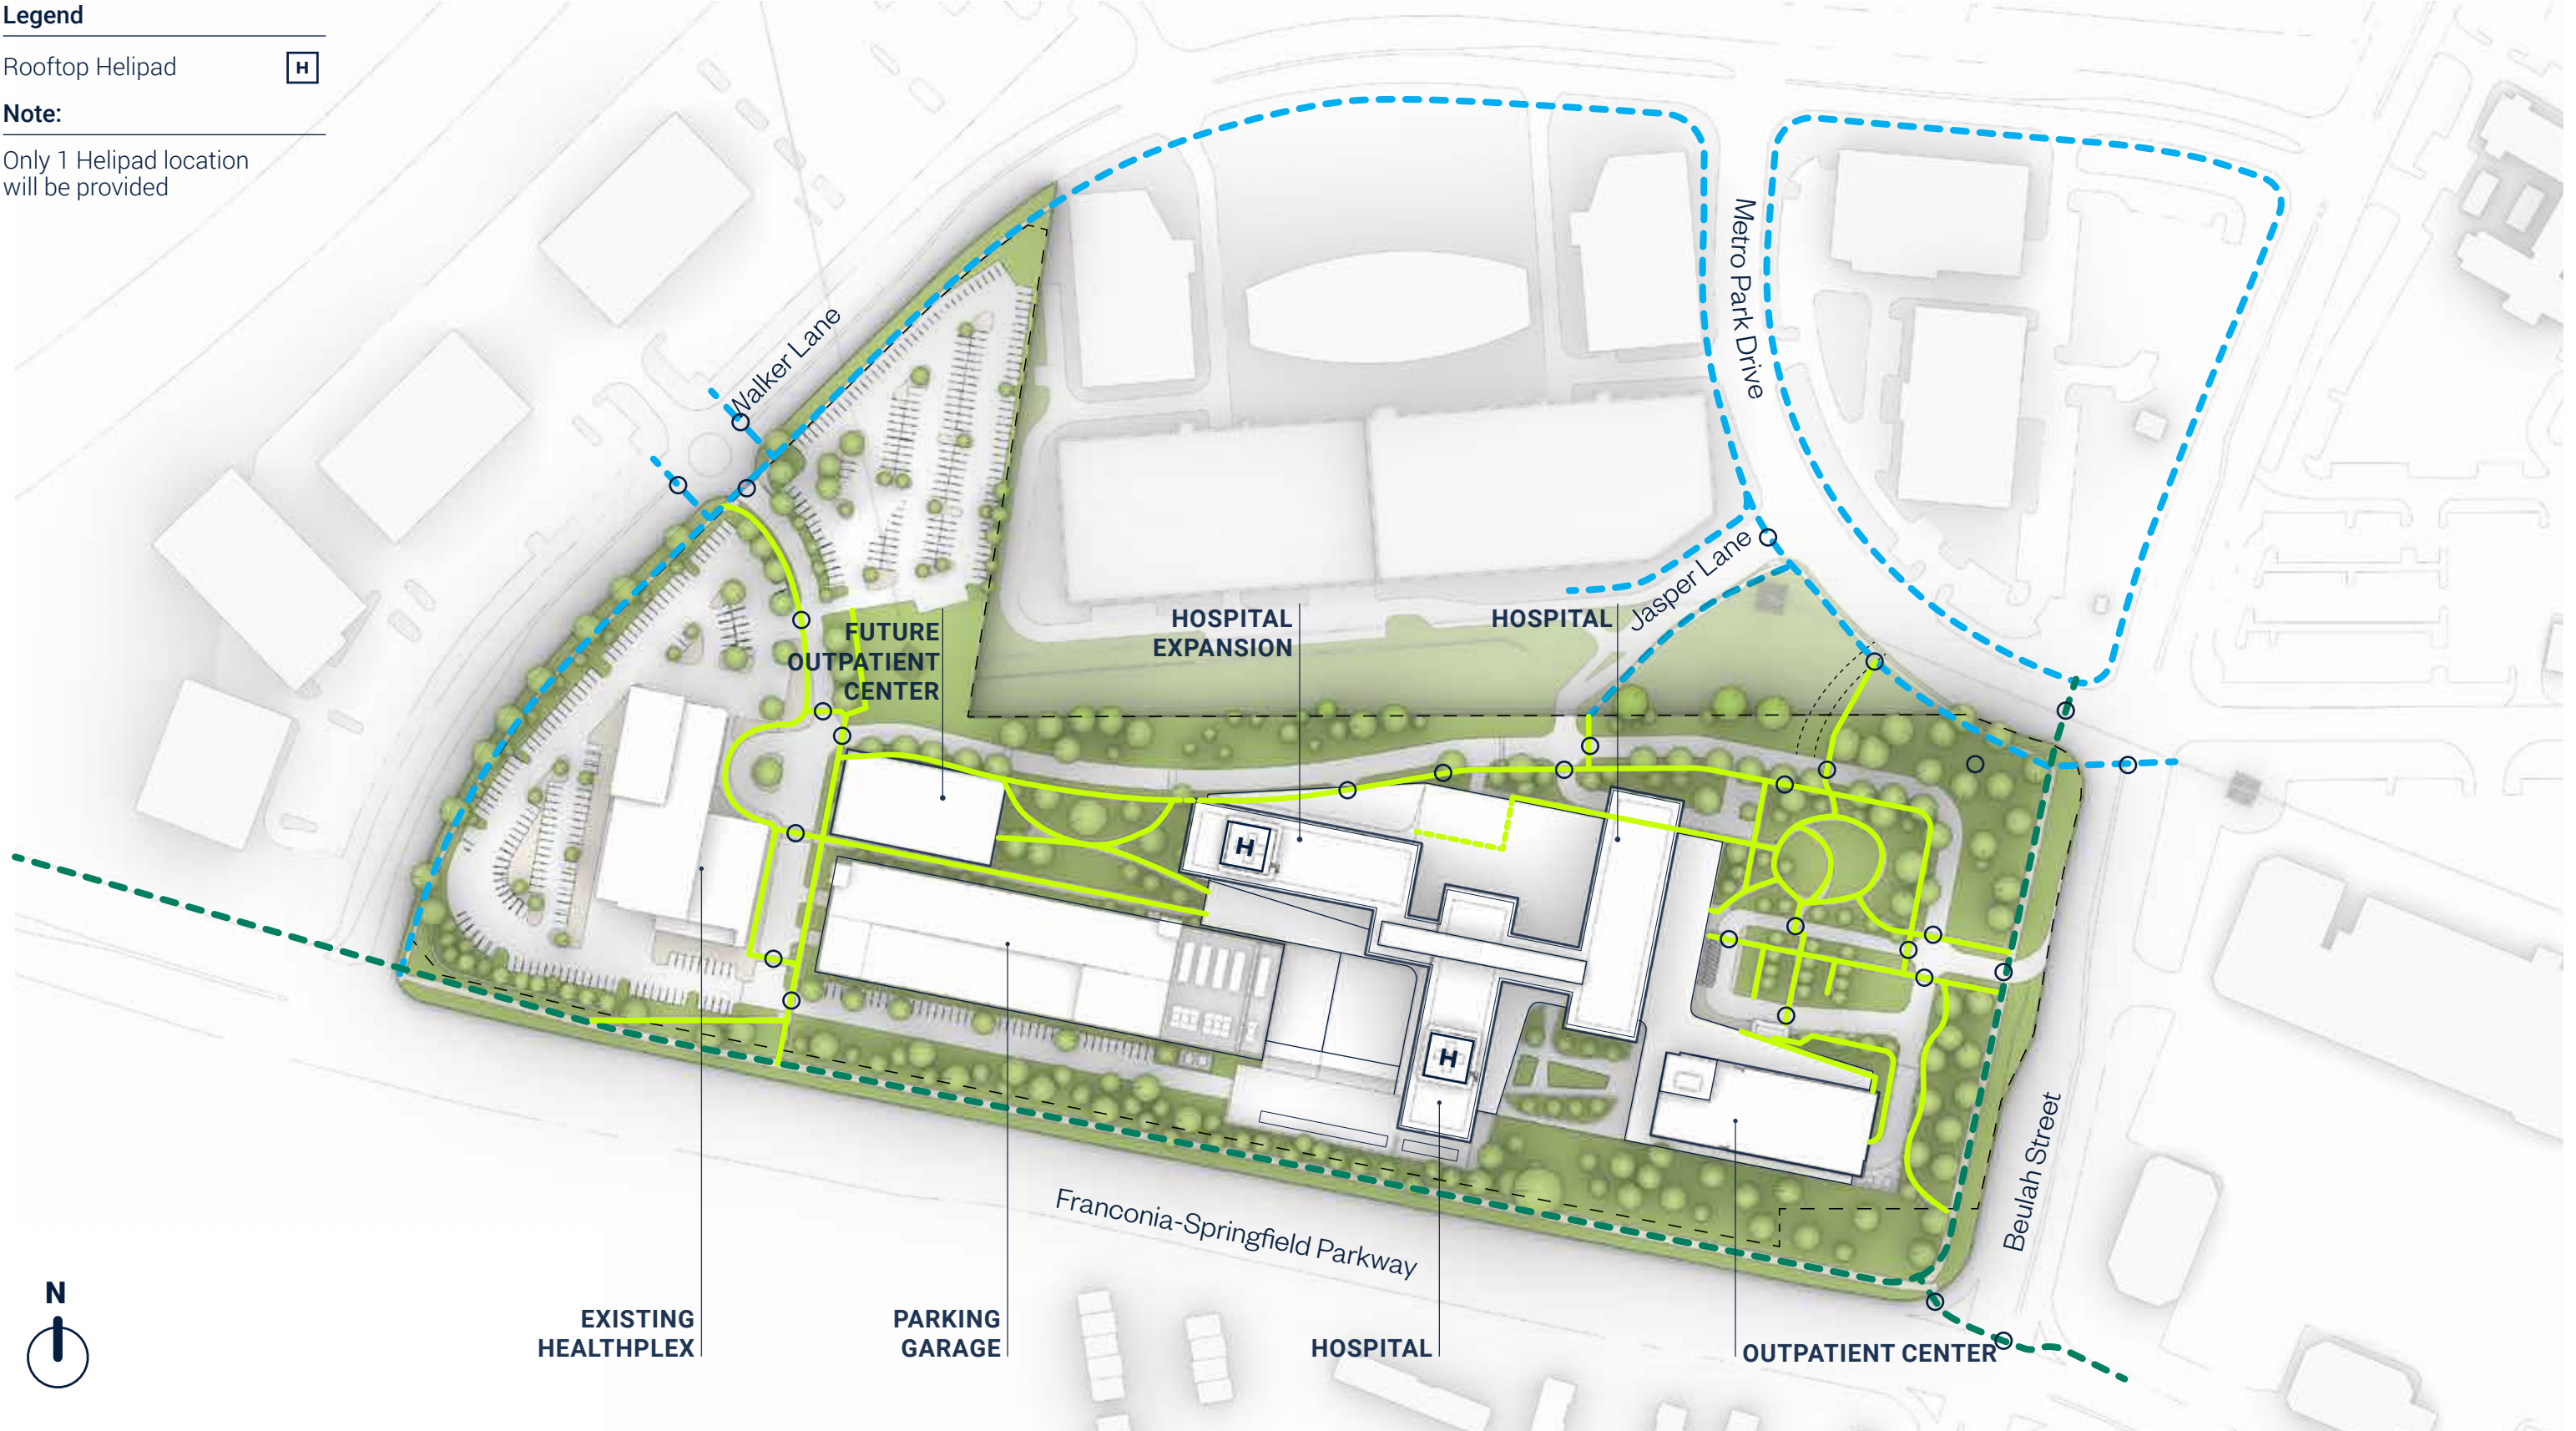 Legend
Rooftop Helipad
H
Note:
Only 1 Helipad location
will be provided
Walker Lane
Metro Park Drive
Jasper Lane
FUTURE
OUTPATIENT
CENTER
HOSPITAL
EXPANSION
HOSPITAL
H
H
Beulah Street
Franconia-Springfield Parkway
N
EXISTING
HEALTHPLEX
PARKING
GARAGE
HOSPITAL
OUTPATIENT CENTER